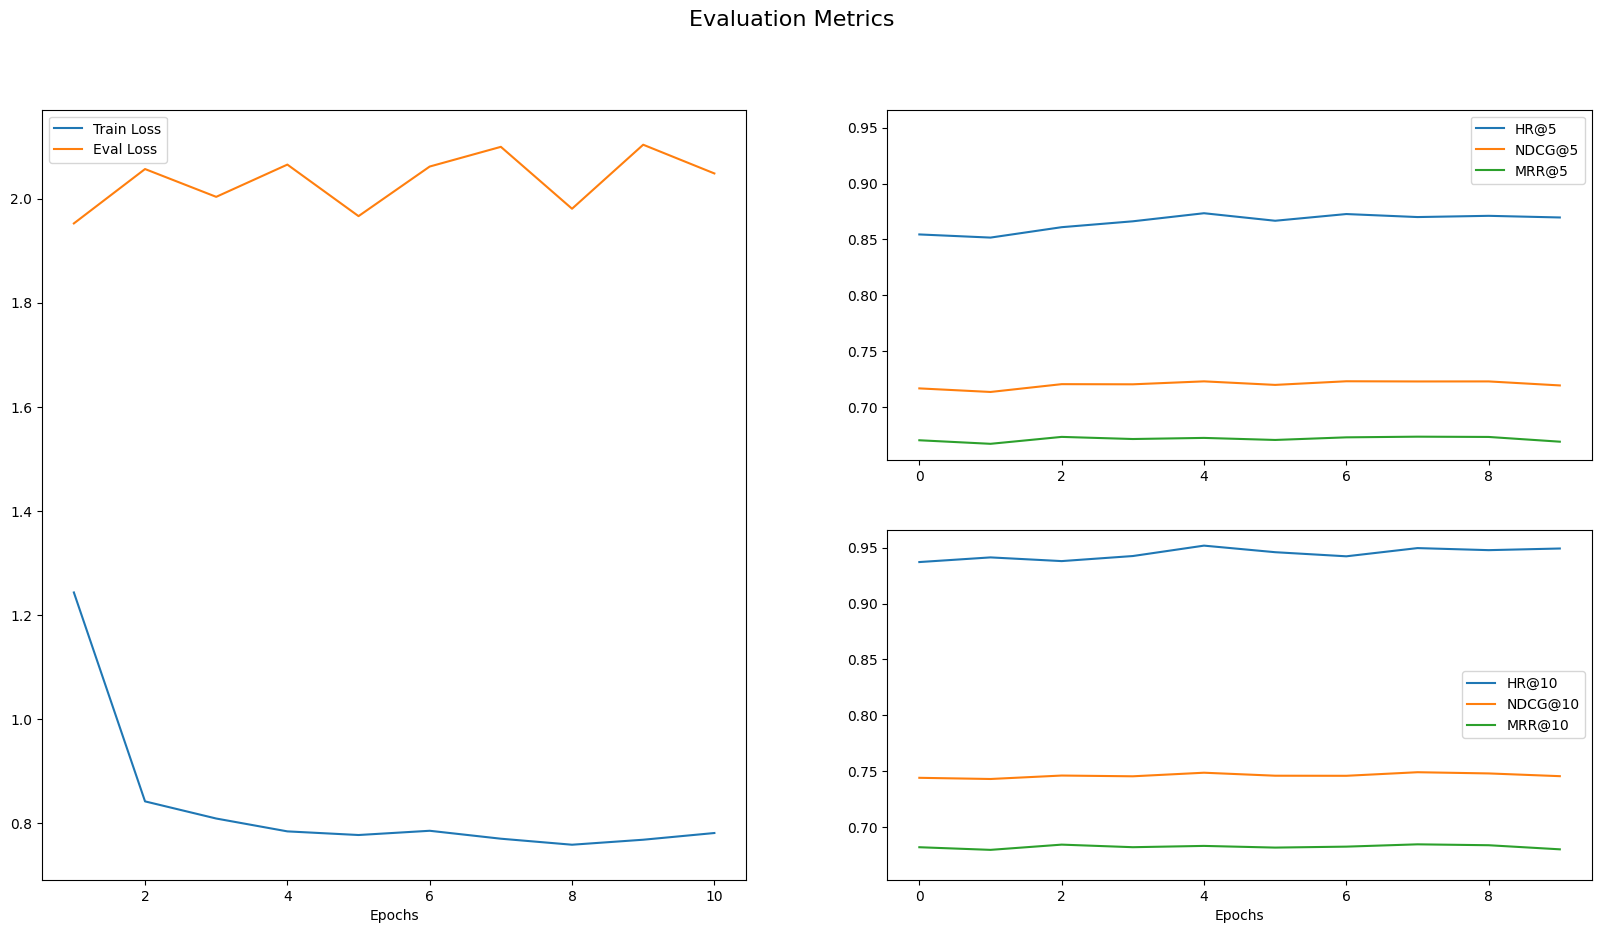 Evaluation Metrics
Train Loss
Eval Loss
2.0
1.8
1.6
1.4
1.2
1.0
0.8
2 4 6 8 10
Epochs
HR@5
NDCG@5
MRR@5
0.95
0.90
0.85
0.80
0.75
0.70
0 2 4 6 8
HR@10
NDCG@10
MRR@10
0.95
0.90
0.85
0.80
0.75
0.70
0 2 4 6 8
Epochs